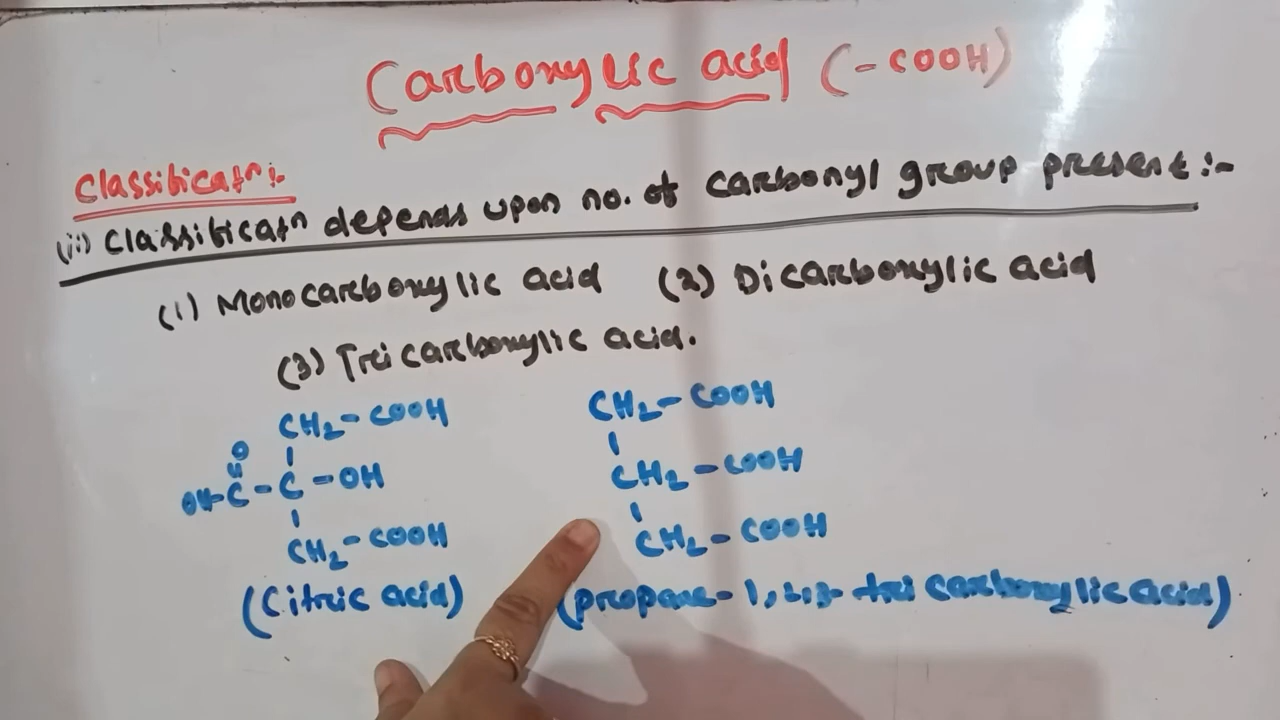 Carboxylic acid (-COOH)
Classificatn:-
(ii) Classificatn depends upon no. of carbonyl group present :-
(1) Monocarboxylic acid (2) Dicarboxylic acid
(3) Tricarboxylic acid.
CH2-COOH CH2-COOH
O
OH-C-C-OH CH2-COOH
CH2-COOH CH2-COOH
(Citric acid) (propane-1,2,3-tri carboxylic acid)